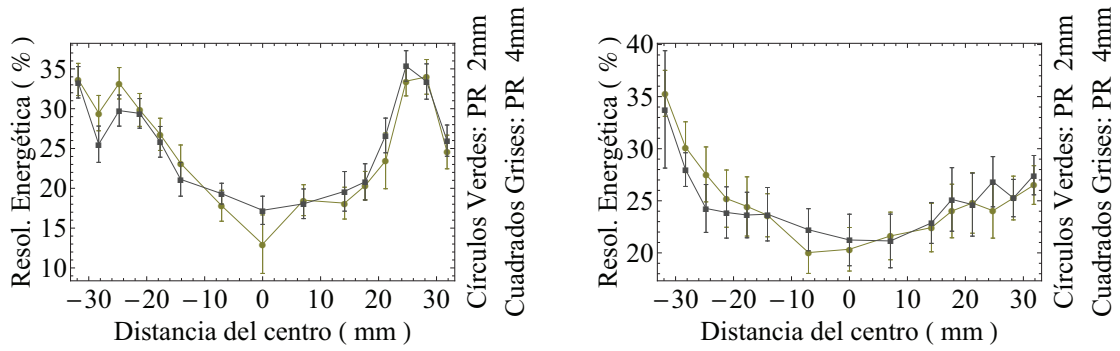 Resol. Energética ( % )
35
30
25
20
15
10
−30 −20 −10 0 10 20 30
Distancia del centro ( mm )
Círculos Verdes: PR 2mm
Cuadrados Grises: PR 4mm
Resol. Energética ( % )
40
35
30
25
20
−30 −20 −10 0 10 20 30
Distancia del centro ( mm )
Círculos Verdes: PR 2mm
Cuadrados Grises: PR 4mm